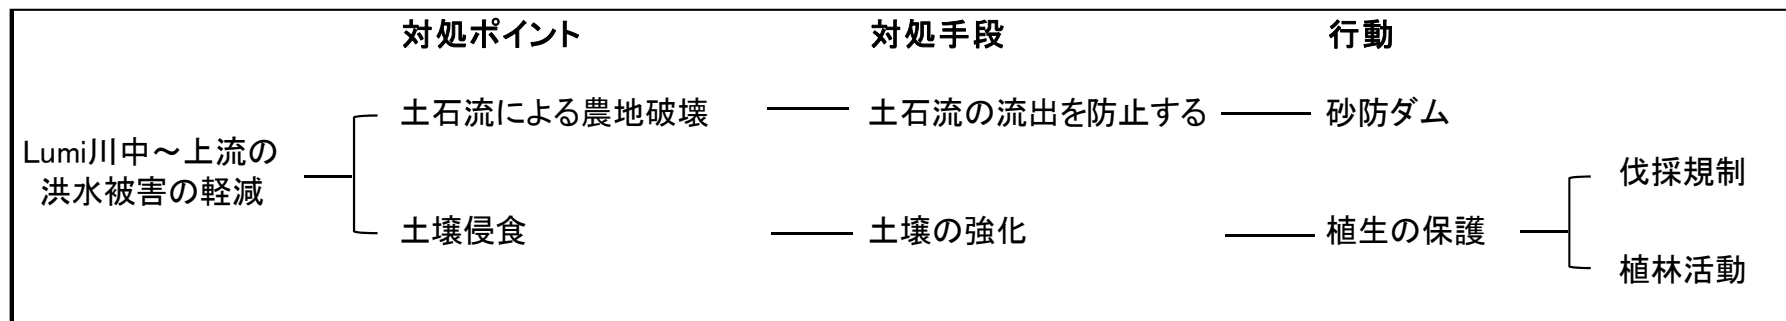 対処ポイント 対処手段 行動
土石流による農地破壊 土石流の流出を防止する 砂防ダム
Lumi川中～上流の
洪水被害の軽減
伐採規制
土壌侵食 土壌の強化 植生の保護
植林活動